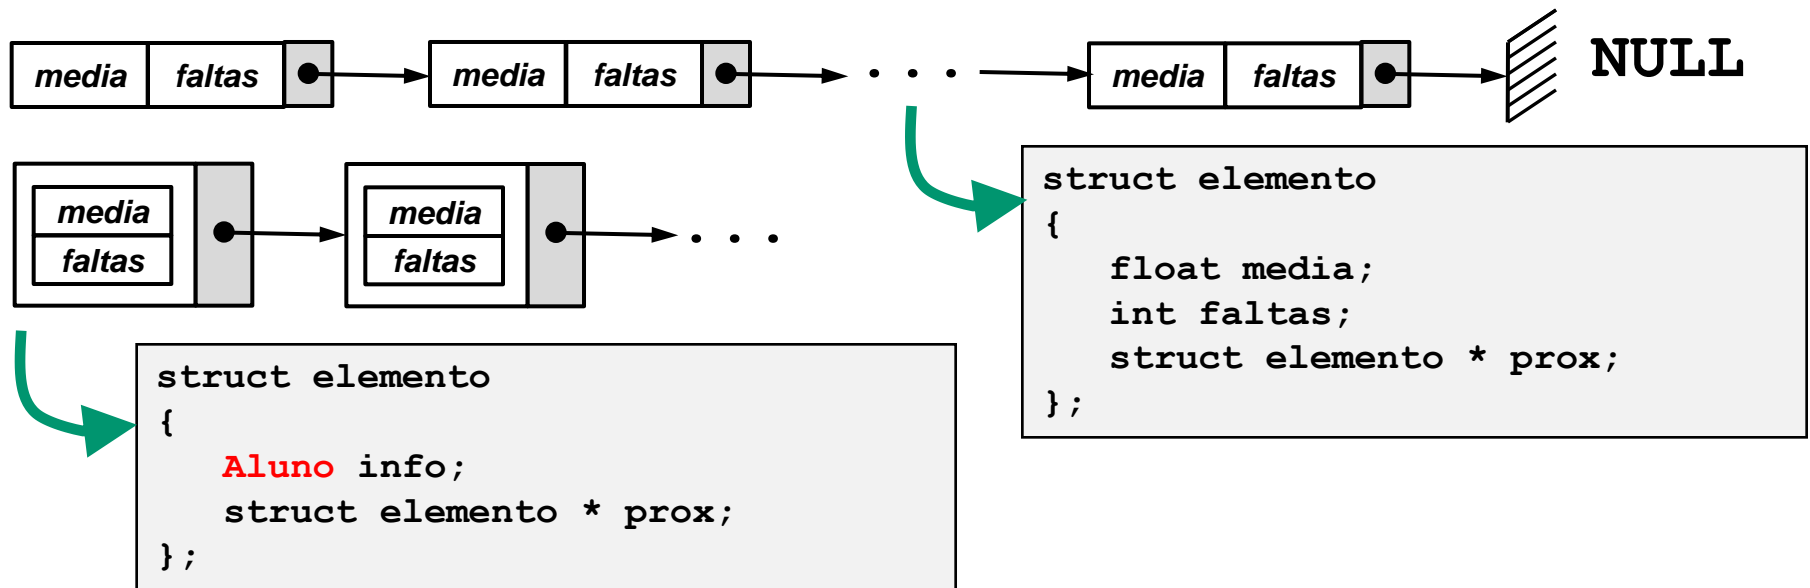 media faltas media faltas . . . media faltas NULL
media media . . .
faltas faltas
struct elemento
{
float media;
int faltas;
struct elemento * prox;
};
struct elemento
{
Aluno info;
struct elemento * prox;
};